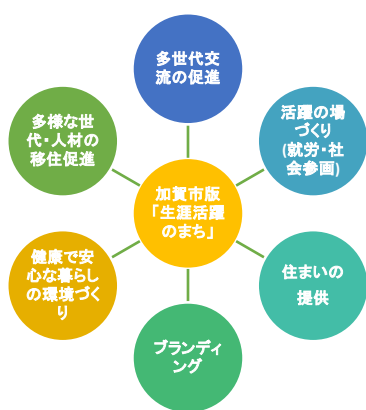 多世代交
流の促進
活躍の場
づくり
(就労・社
会参画)
住まいの
提供
ブランディ
ング
健康で安
心な暮らし
の環境づく
り
多様な世
代・人材の
移住促進
加賀市版
「生涯活躍
のまち」